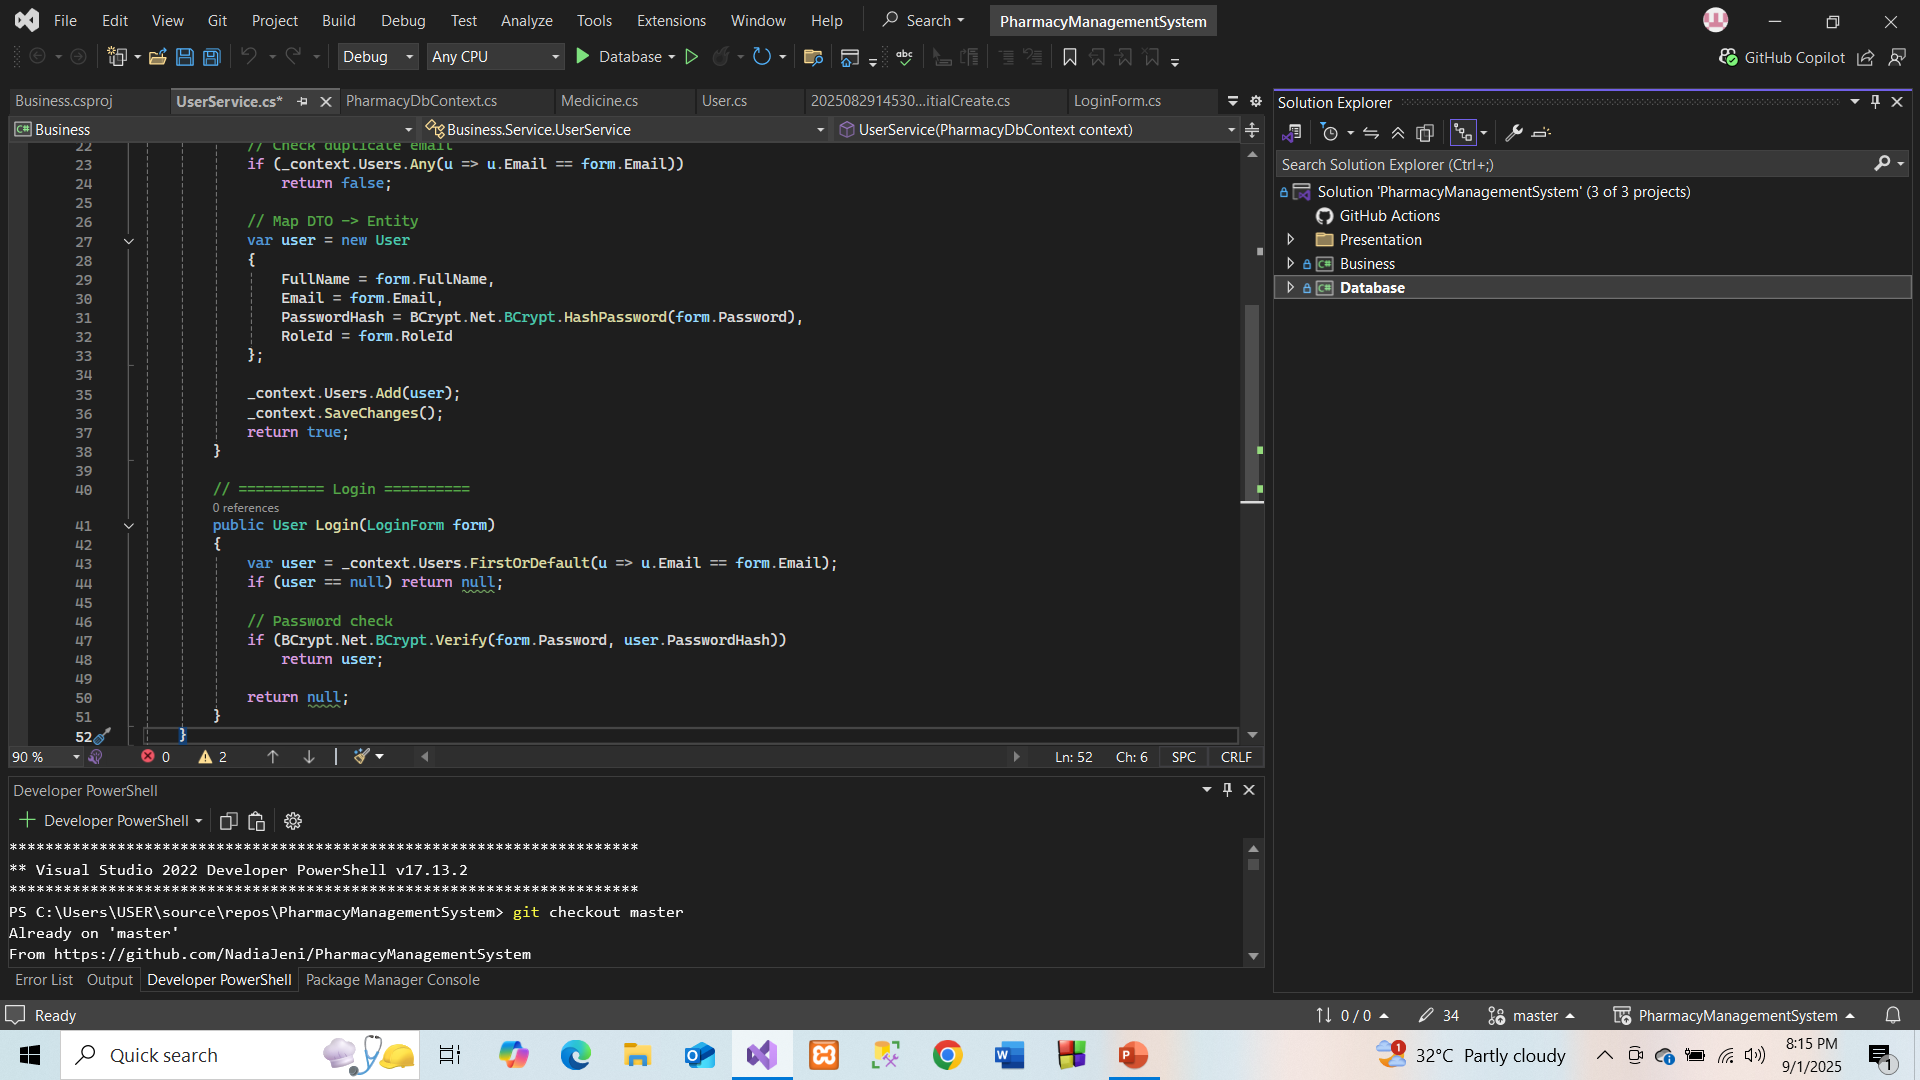 File Edit View Git Project Build Debug Test Analyze Tools Extensions Window Help Search PharmacyManagementSystem
Debug Any CPU Database GitHub Copilot
Business.csproj UserService.cs* PharmacyDbContext.cs Medicine.cs User.cs 2025082914530...itialCreate.cs LoginForm.cs
Business Business.Service.UserService UserService(PharmacyDbContext context)
22 // Check duplicate email
23 if (_context.Users.Any(u => u.Email == form.Email))
24 return false;
25
26 // Map DTO -> Entity
27 var user = new User
28 {
29 FullName = form.FullName,
30 Email = form.Email,
31 PasswordHash = BCrypt.Net.BCrypt.HashPassword(form.Password),
32 RoleId = form.RoleId
33 };
34
35 _context.Users.Add(user);
36 _context.SaveChanges();
37 return true;
38 }
39
40 // ========== Login ==========
0 references
41 public User Login(LoginForm form)
42 {
43 var user = _context.Users.FirstOrDefault(u => u.Email == form.Email);
44 if (user == null) return null;
45
46 // Password check
47 if (BCrypt.Net.BCrypt.Verify(form.Password, user.PasswordHash))
48 return user;
49
50 return null;
51 }
52 }
90 % 0 2 Ln: 52 Ch: 6 SPC CRLF
Developer PowerShell
Developer PowerShell
**********************************************************************
** Visual Studio 2022 Developer PowerShell v17.13.2
**********************************************************************
PS C:\Users\USER\source\repos\PharmacyManagementSystem> git checkout master
Already on 'master'
From https://github.com/NadiaJeni/PharmacyManagementSystem
Error List Output Developer PowerShell Package Manager Console
Solution Explorer
Search Solution Explorer (Ctrl+;)
Solution 'PharmacyManagementSystem' (3 of 3 projects)
GitHub Actions
Presentation
C# Business
C# Database
Ready 0 / 0 34 master PharmacyManagementSystem
Quick search 1 32°C Partly cloudy 8:15 PM
9/1/2025 1